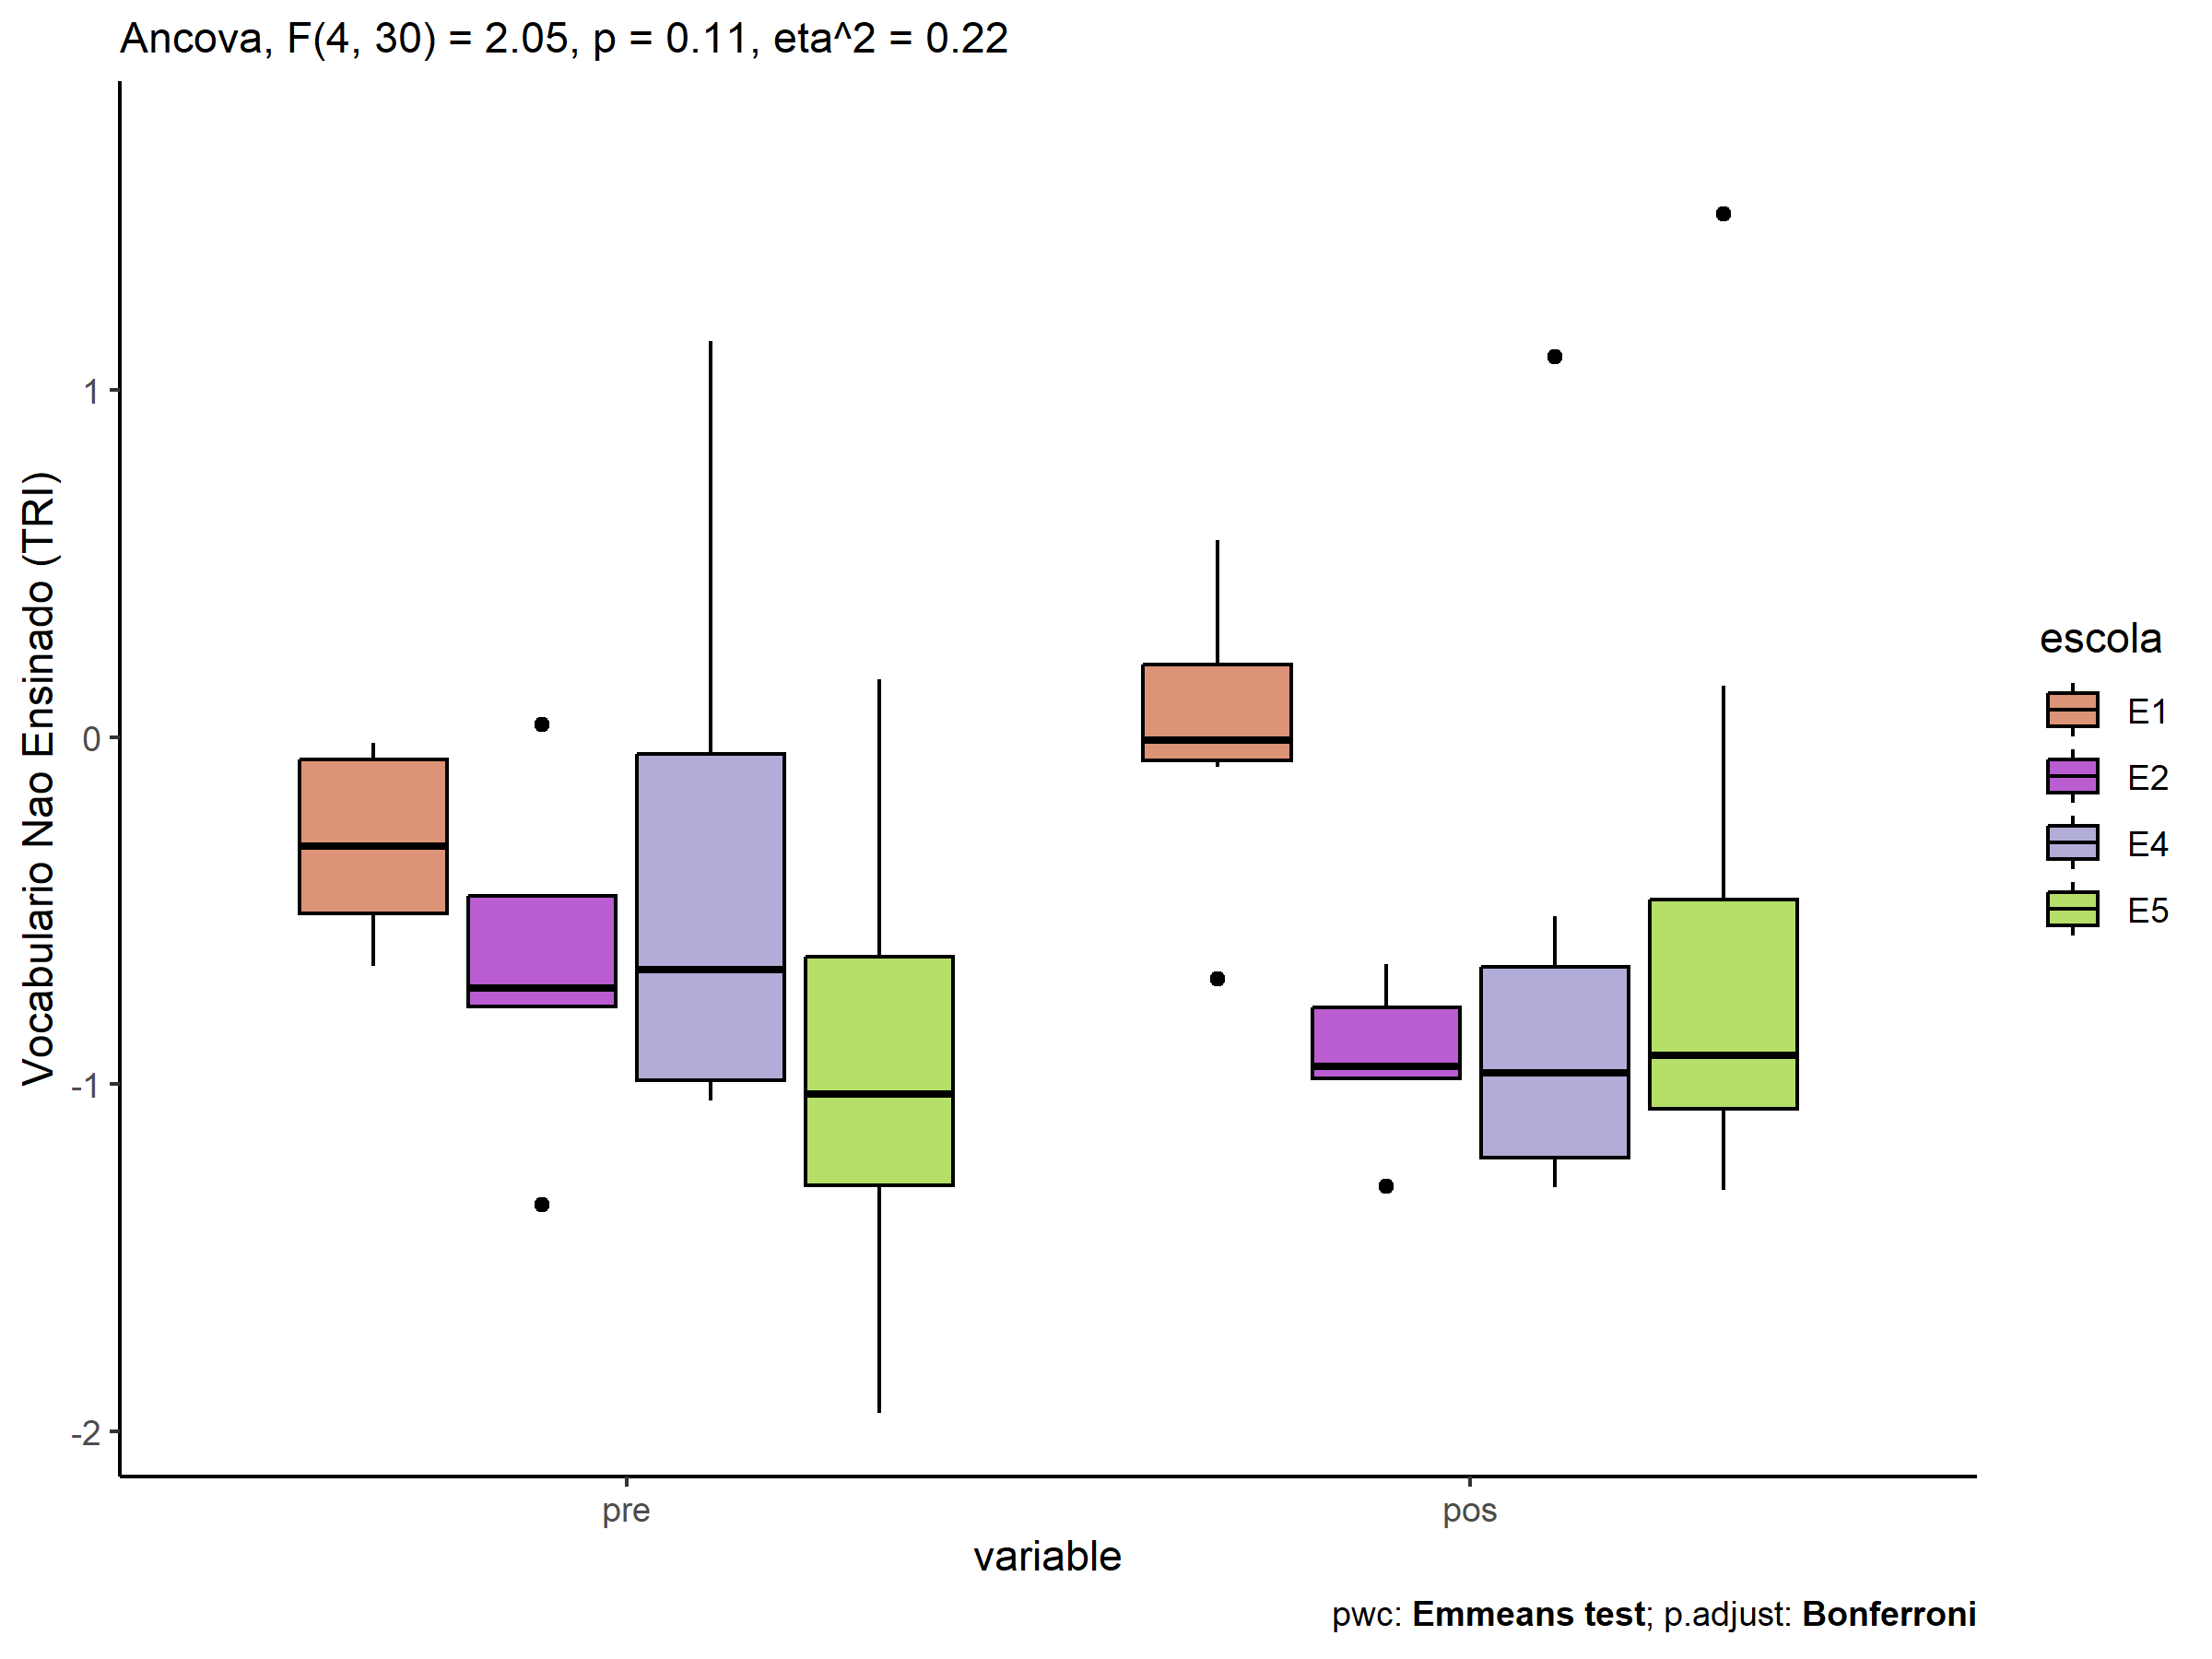 Ancova, F(4, 30) = 2.05, p = 0.11, eta^2 = 0.22
Vocabulario Nao Ensinado (TRI)
1
0
-1
-2
pre
pos
variable
escola
E1
E2
E4
E5
pwc: Emmeans test; p.adjust: Bonferroni